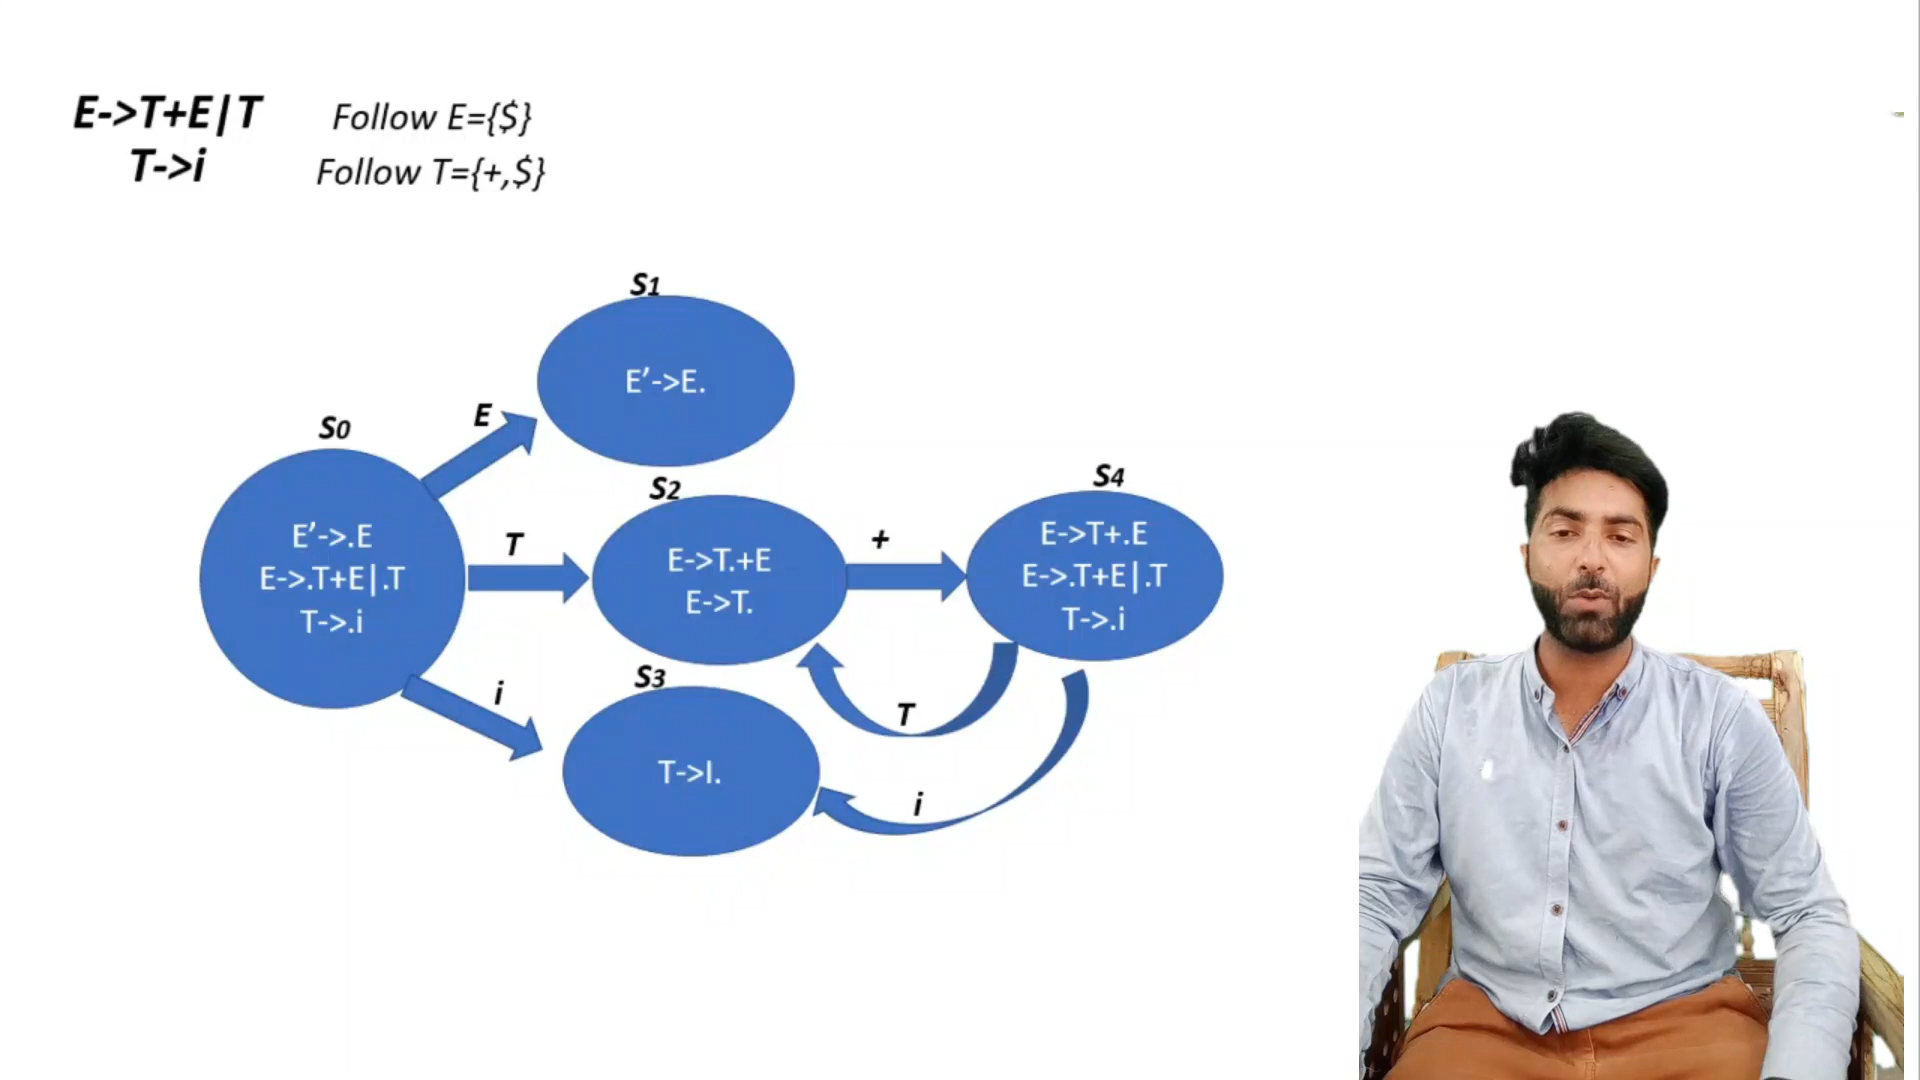 E->T+E|T
Follow E={$}
T->i
Follow T={+,$}
S1
E’->E.
E
S0
E’->.E
E->.T+E|.T
T->.i
T
S2
E->T.+E
E->T.
+
S4
E->T+.E
E->.T+E|.T
T->.i
i
S3
T->I.
T
i